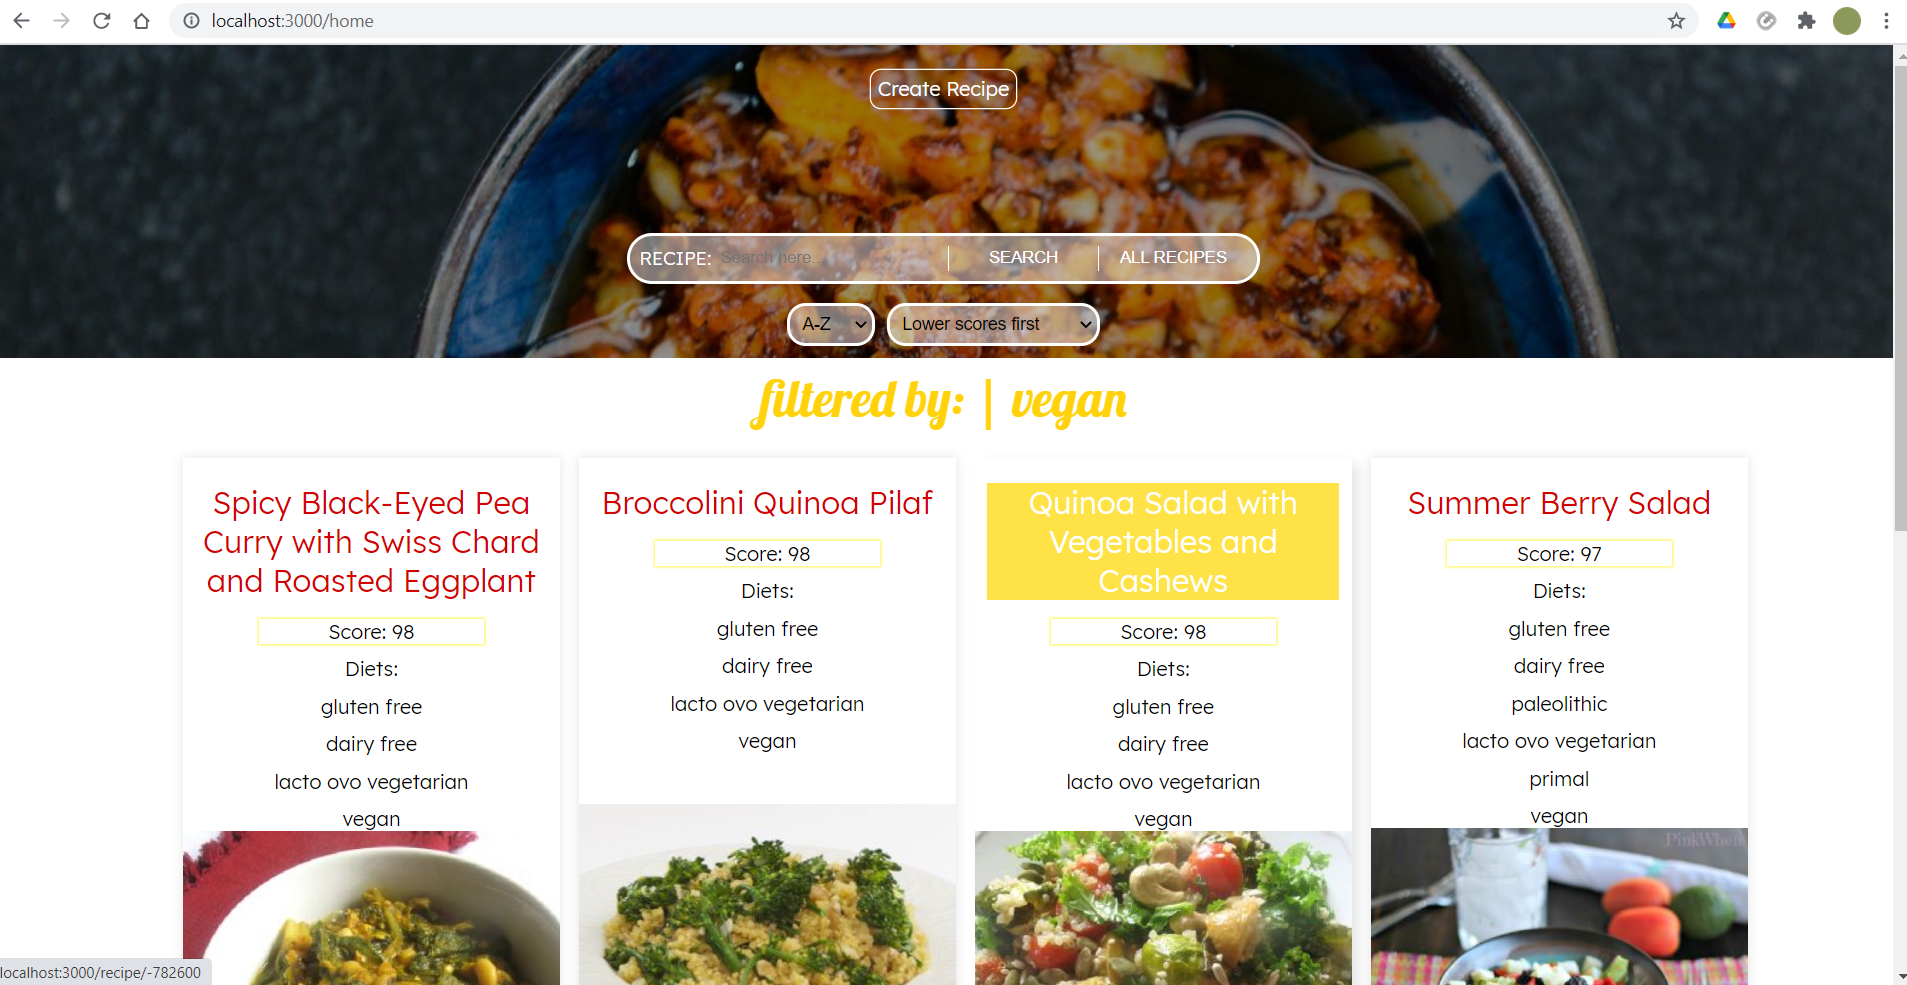 localhost:3000/home
Create Recipe
RECIPE: Search here... SEARCH ALL RECIPES
A-Z Lower scores first
filtered by: | vegan
Spicy Black-Eyed Pea
Curry with Swiss Chard
and Roasted Eggplant
Score: 98
Diets:
gluten free
dairy free
lacto ovo vegetarian
vegan
Broccolini Quinoa Pilaf
Score: 98
Diets:
gluten free
dairy free
lacto ovo vegetarian
vegan
Quinoa Salad with
Vegetables and
Cashews
Score: 98
Diets:
gluten free
dairy free
lacto ovo vegetarian
vegan
Summer Berry Salad
Score: 97
Diets:
gluten free
dairy free
paleolithic
lacto ovo vegetarian
primal
vegan
localhost:3000/recipe/-782600